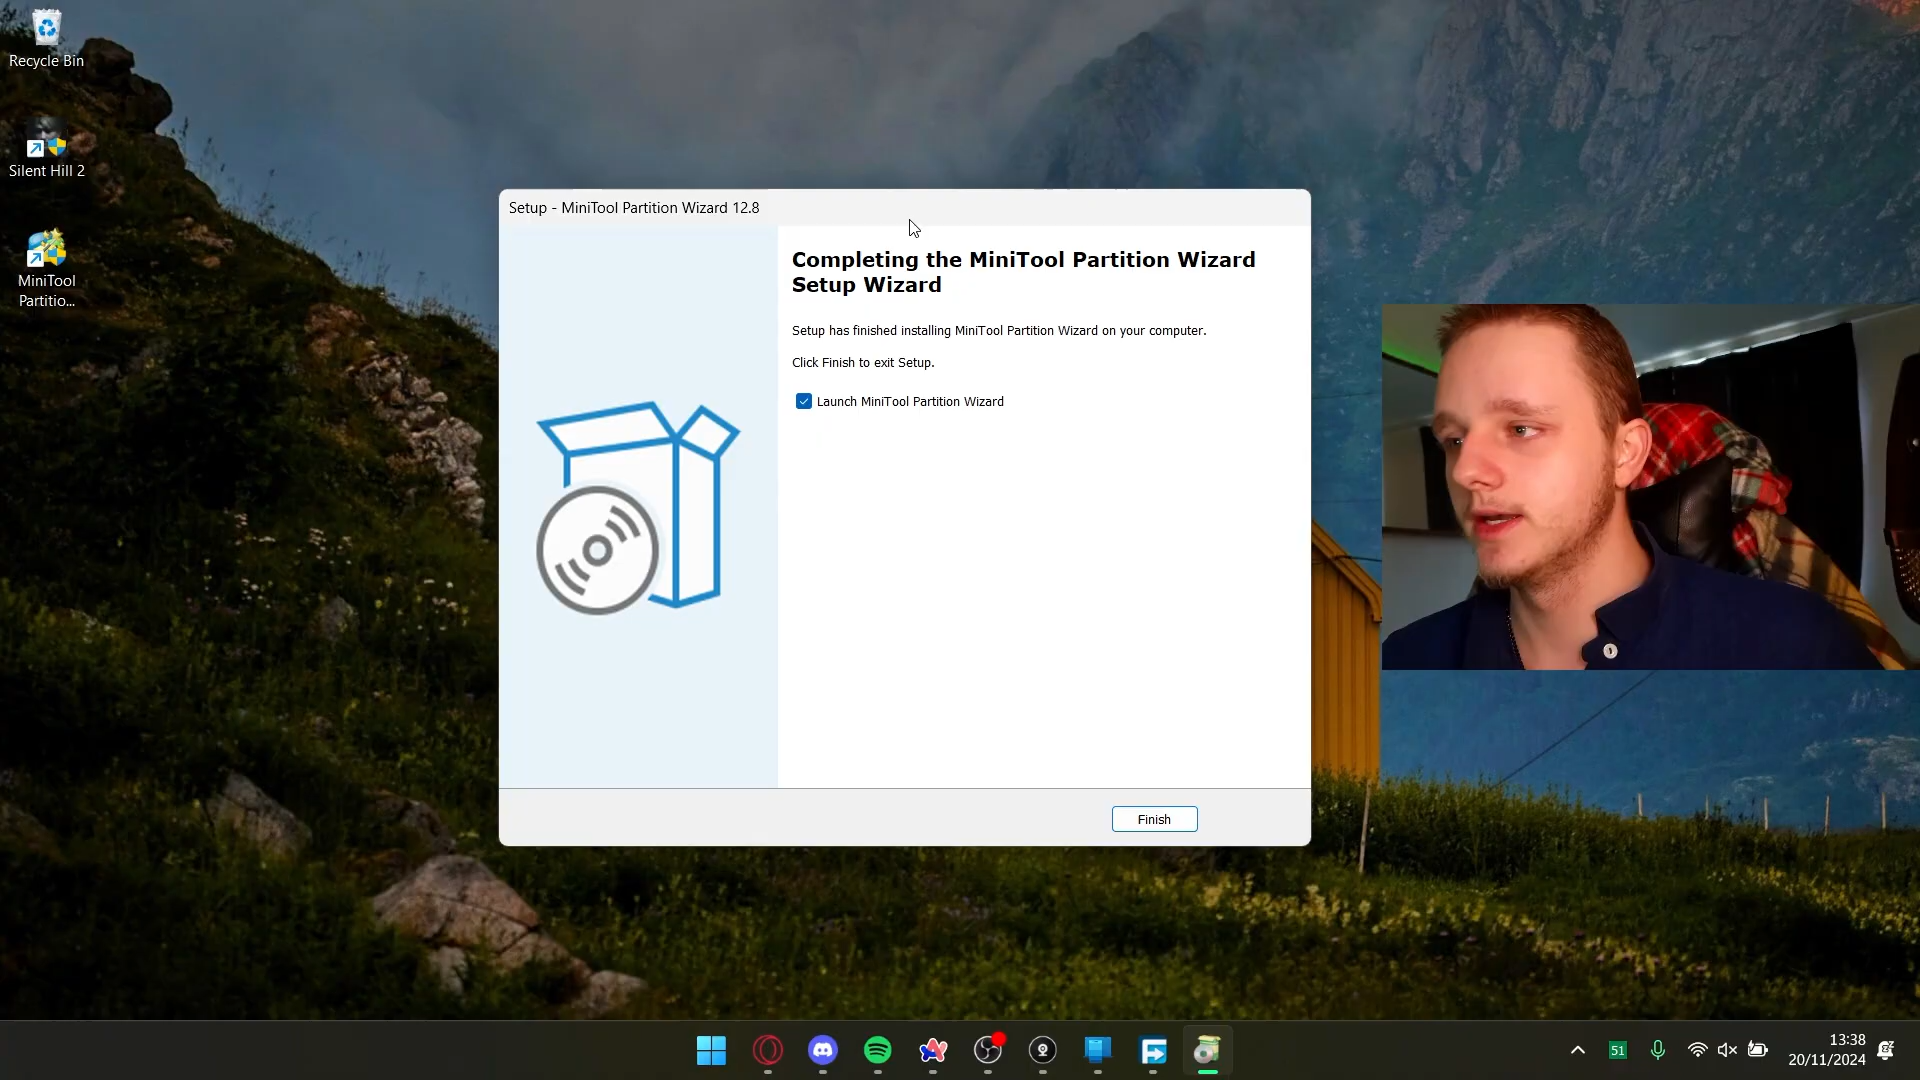 Recycle Bin
Silent Hill 2
MiniTool
Partitio...
Setup - MiniTool Partition Wizard 12.8
Completing the MiniTool Partition Wizard
Setup Wizard
Setup has finished installing MiniTool Partition Wizard on your computer.
Click Finish to exit Setup.
Launch MiniTool Partition Wizard
Finish
51
13:38
20/11/2024